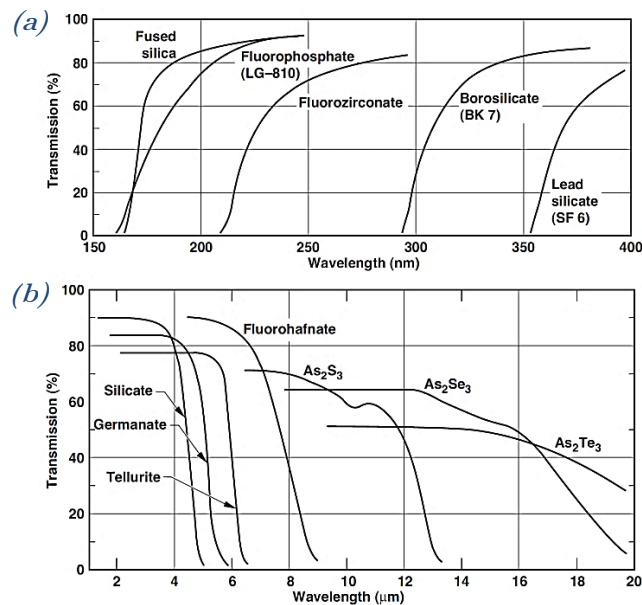 (a)
100
80
60
40
20
0
Transmission (%)
Fused
silica
Fluorophosphate
(LG–810)
Fluorozirconate
Borosilicate
(BK 7)
Lead
silicate
(SF 6)
150 200 250 300 350 400
Wavelength (nm)
(b)
100
80
60
40
20
0
Transmission (%)
Fluorohafnate
As2S3
As2Se3
As2Te3
Silicate
Germanate
Tellurite
2 4 6 8 10 12 14 16 18 20
Wavelength (μm)